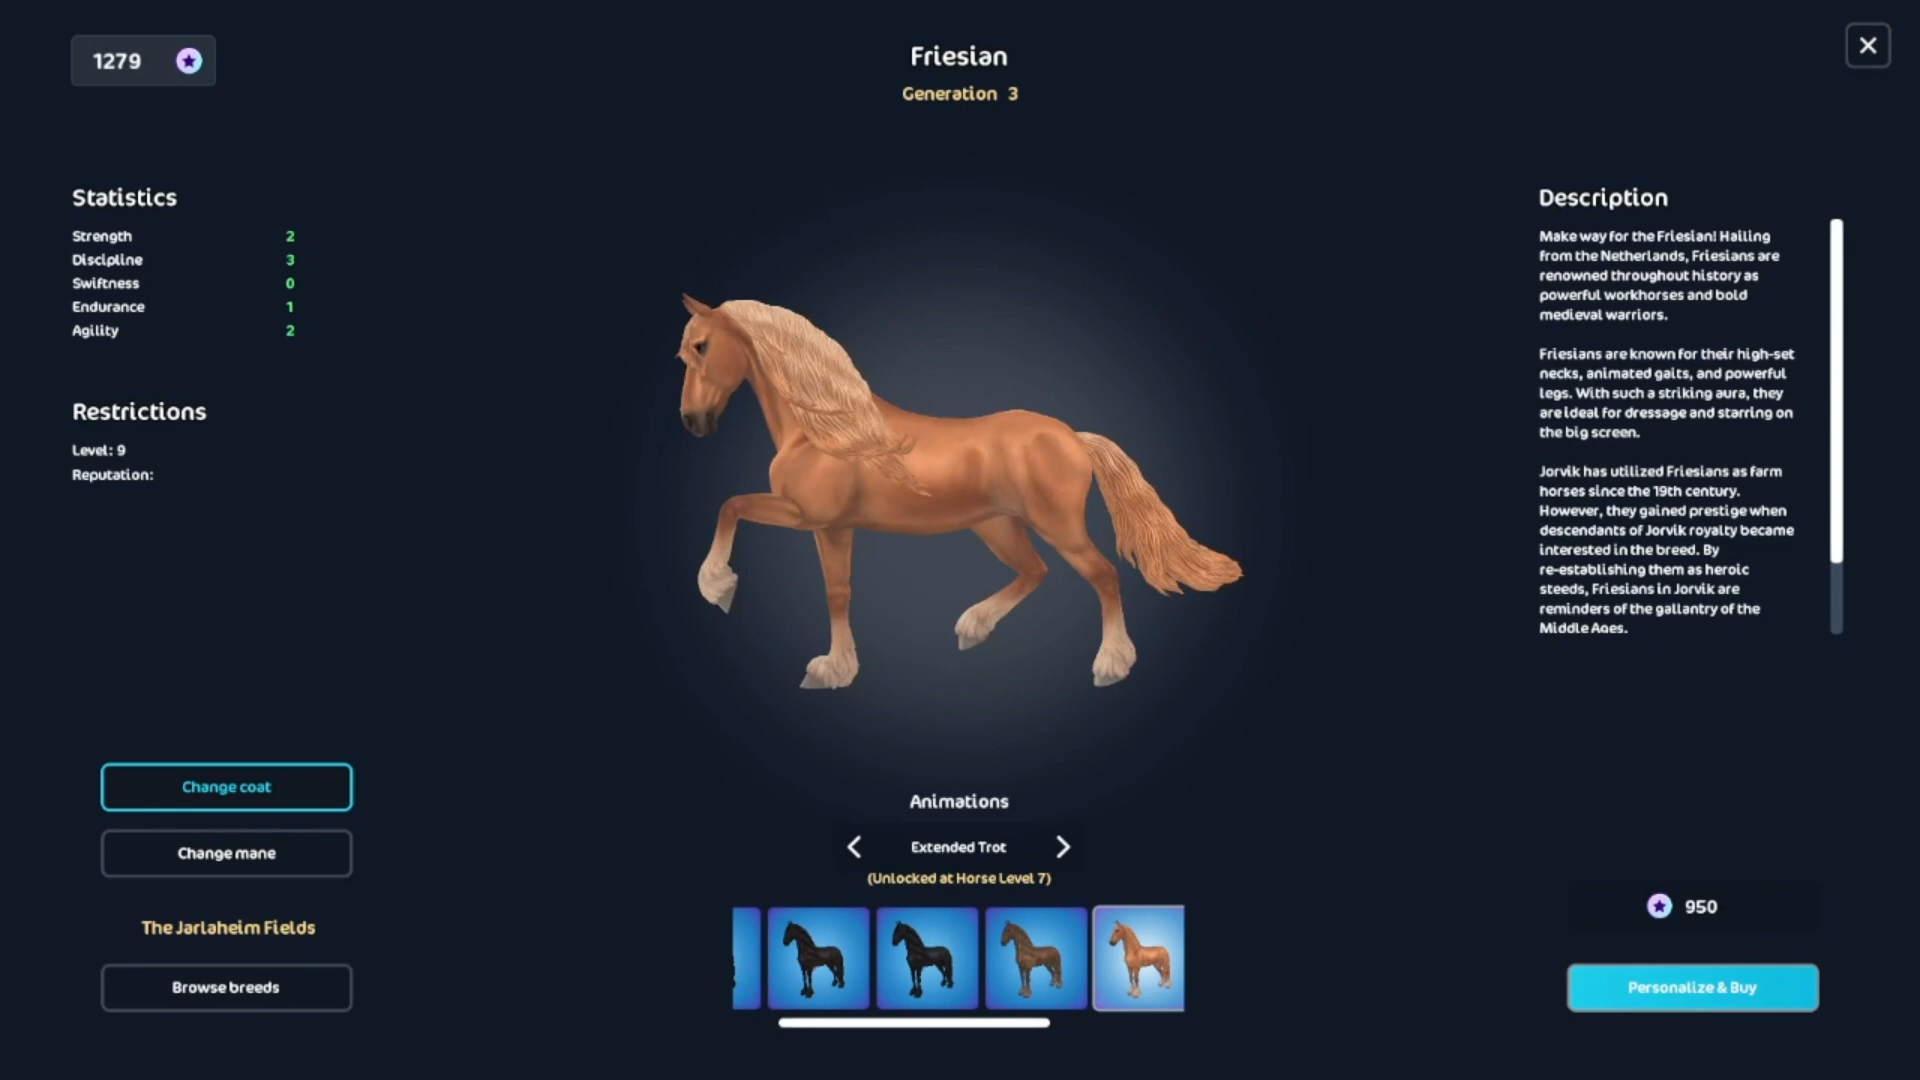 1279
Friesian
Generation 3
Statistics
Strength 2
Discipline 3
Swiftness 0
Endurance 1
Agility 2
Restrictions
Level: 9
Reputation:
Change coat
Change mane
The Jarlaheim Fields
Browse breeds
Animations
Extended Trot
(Unlocked at Horse Level 7)
Description
Make way for the Friesian! Hailing
from the Netherlands, Friesians are
renowned throughout history as
powerful workhorses and bold
medieval warriors.
Friesians are known for their high-set
necks, animated gaits, and powerful
legs. With such a striking aura, they
are ideal for dressage and starring on
the big screen.
Jorvik has utilized Friesians as farm
horses since the 19th century.
However, they gained prestige when
descendants of Jorvik royalty became
interested in the breed. By
re-establishing them as heroic
steeds, Friesians in Jorvik are
reminders of the gallantry of the
Middle Ages.
950
Personalize & Buy